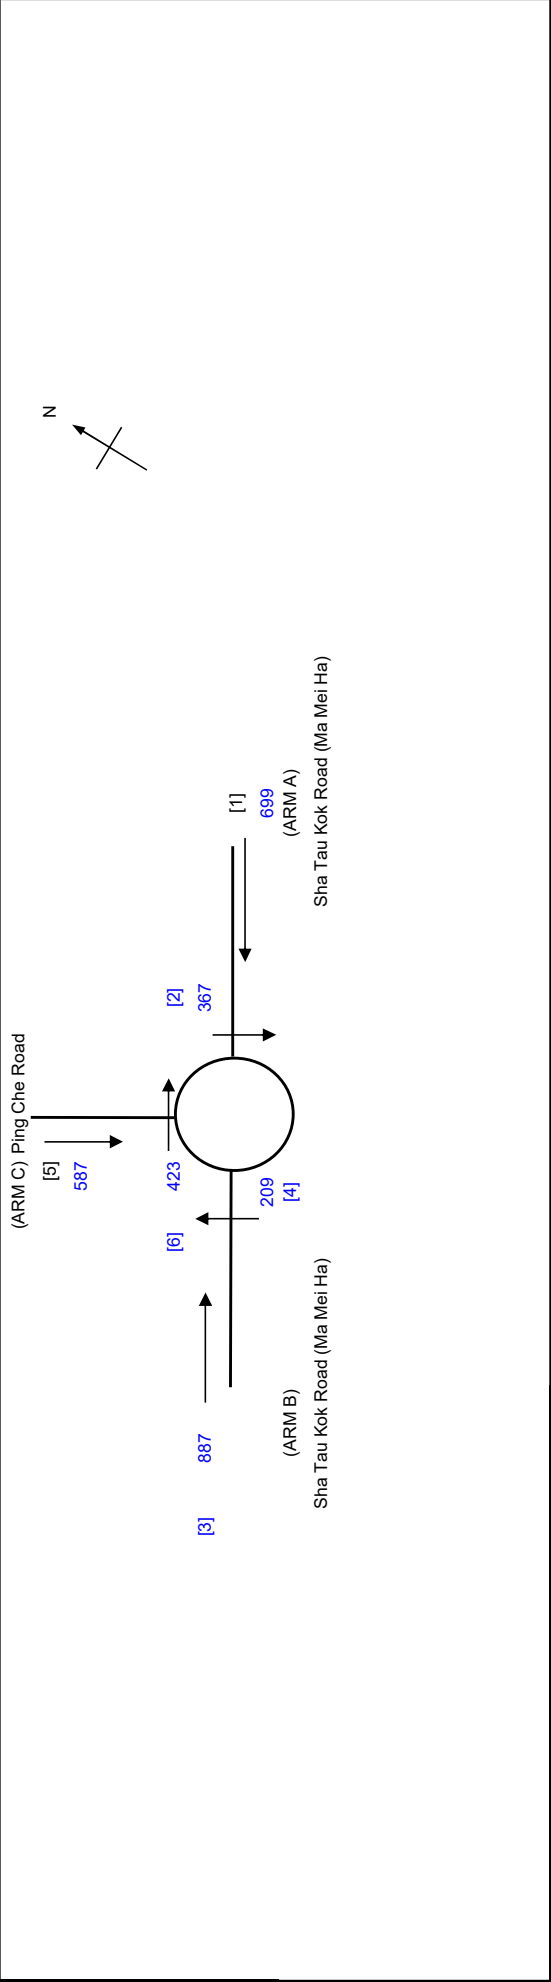 N
(ARM C) Ping Che Road
[5]
587
[6]
423
[2]
367
[3]
887
209
[4]
[1]
699
(ARM B)
Sha Tau Kok Road (Ma Mei Ha)
(ARM A)
Sha Tau Kok Road (Ma Mei Ha)